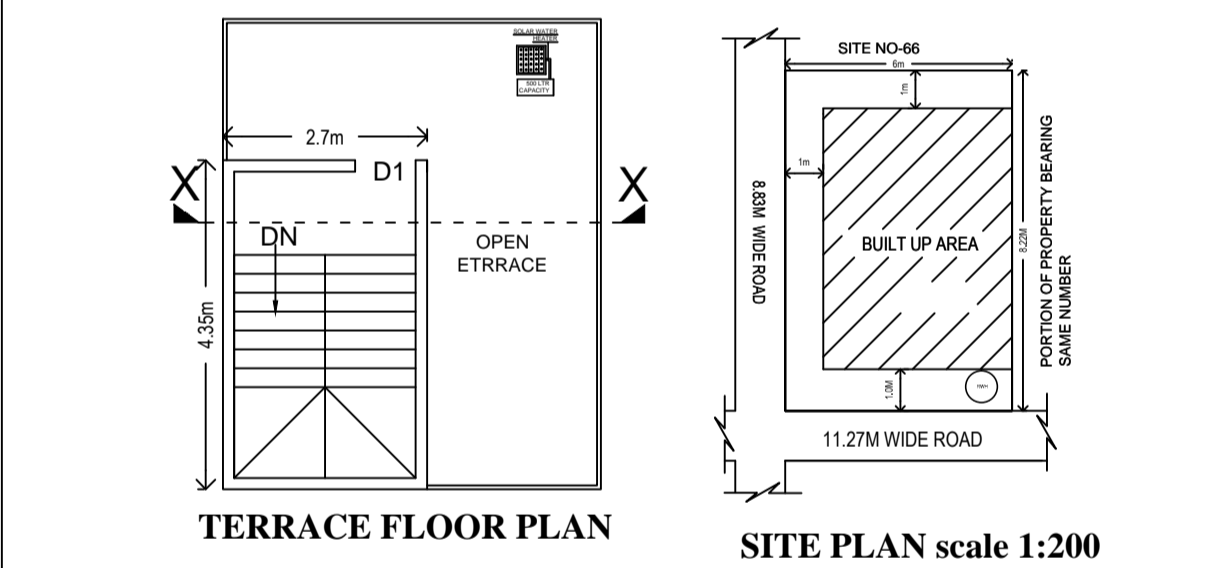 SOLAR WATER
HEATER
500 LTR
CAPACITY
2.7m
D1
X
X
DN
OPEN
ETRRACE
4.35m
TERRACE FLOOR PLAN
SITE NO-66
6m
1m
1m
8.83M WIDE ROAD
BUILT UP AREA
8.22M
PORTION OF PROPERTY BEARING
SAME NUMBER
1.0M
RWH
11.27M WIDE ROAD
SITE PLAN scale 1:200